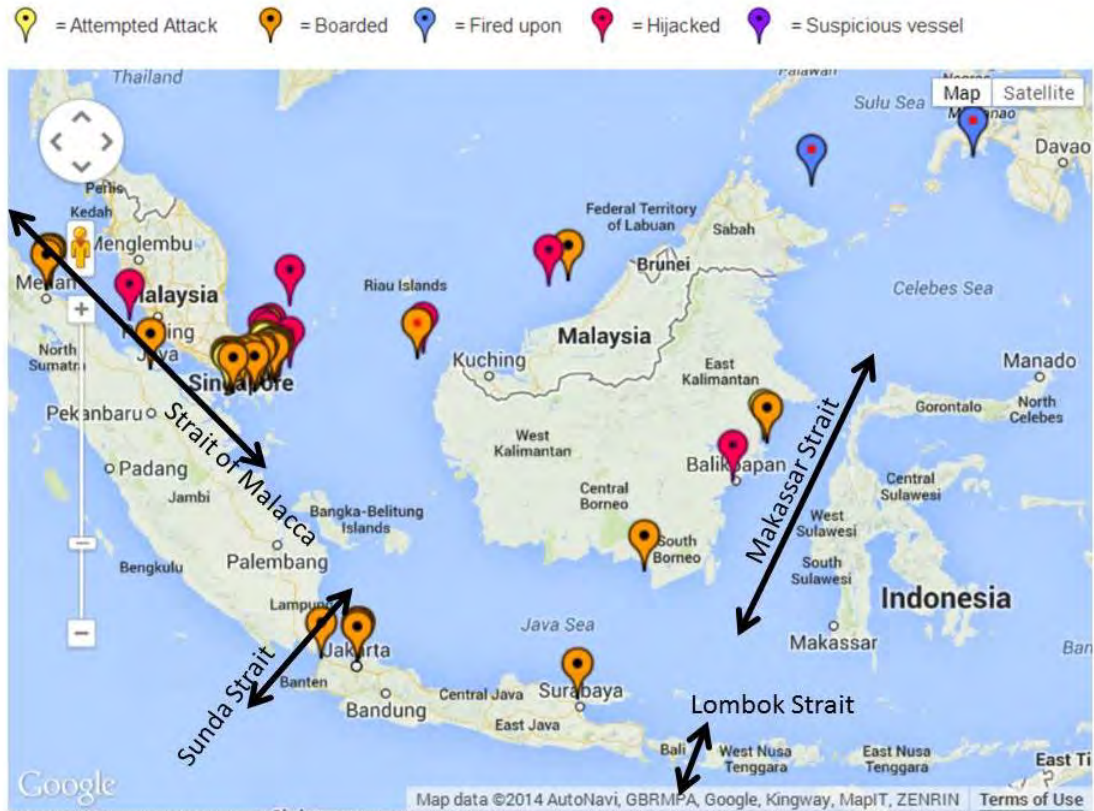 = Attempted Attack = Boarded = Fired upon = Hijacked = Suspicious vessel
Thailand
Palawan
Sulu Sea
Map Satellite
Davao
Perlis
Kedah
Menglembu
Federal Territory
of Labuan
Sabah
Brunei
Medan
Malaysia
Riau Islands
Celebes Sea
Malaysia
Jaya
North
Sumatra
Kuching
East
Kalimantan
Manado
Singapore
Pekanbaru
Gorontalo
North
Celebes
Strait of Malacca
West
Kalimantan
Balikpapan
Makassar Strait
Padang
Jambi
Central
Borneo
Central
Sulawesi
Bangka-Belitung
Islands
West
Sulawesi
South
Borneo
Palembang
Bengkulu
South
Sulawesi
Indonesia
Lampung
Java Sea
Makassar
Jakarta
Sunda Strait
Banten
Bandung
Central Java
Surabaya
East Java
Lombok Strait
Bali
West Nusa
Tenggara
East Nusa
Tenggara
East Ti
Google
Map data ©2014 AutoNavi, GBRMPA, Google, Kingway, MapIT, ZENRIN Terms of Use